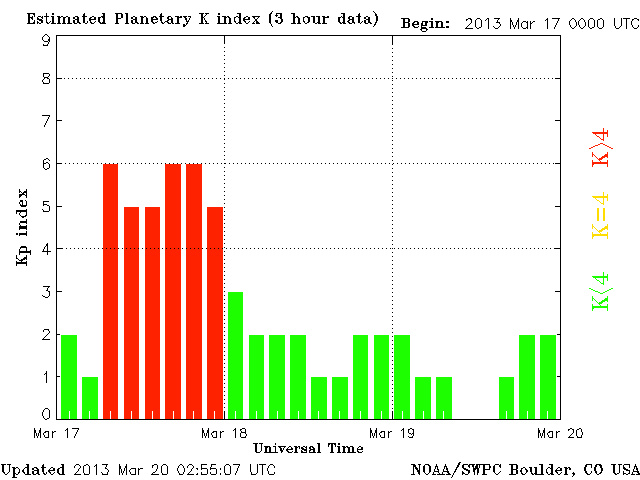 Estimated Planetary K index (3 hour data)
Begin: 2013 Mar 17 0000 UTC
9
8
7
6
5
4
3
2
1
0
Kp index
K>4
K=4
K<4
Mar 17
Mar 18
Mar 19
Mar 20
Universal Time
Updated 2013 Mar 20 02:55:07 UTC
NOAA/SWPC Boulder, CO USA